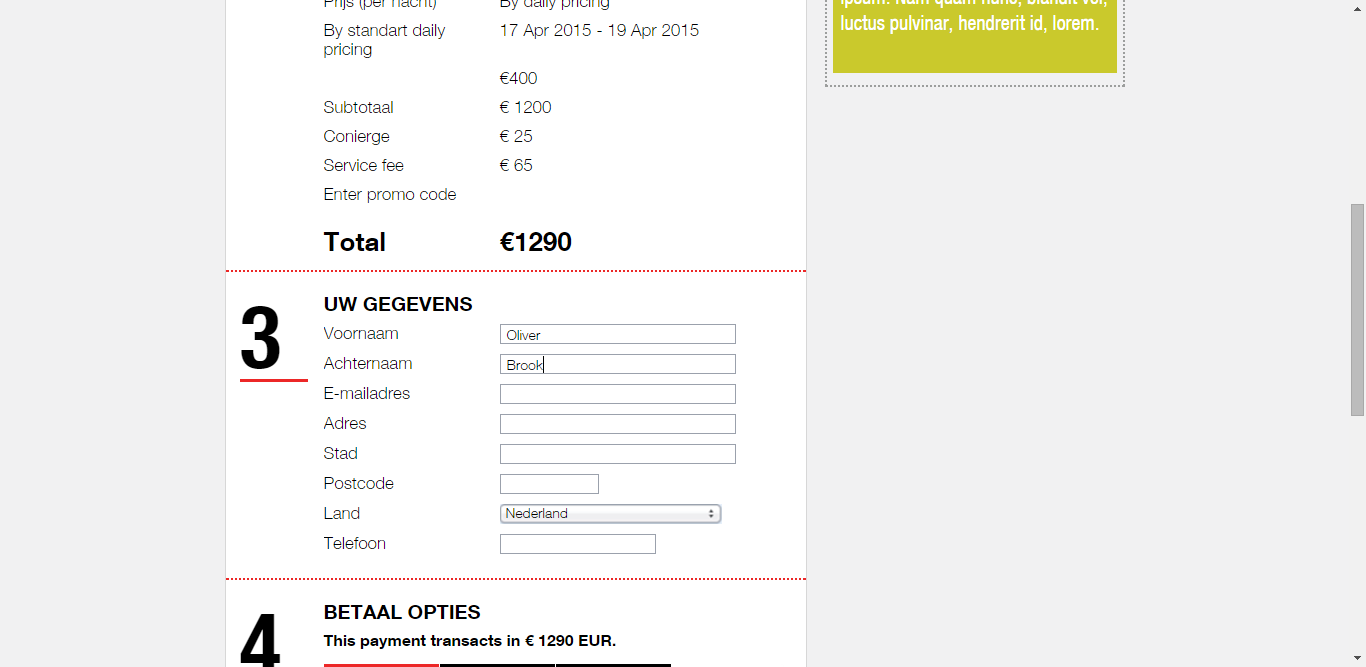 Prijs (per nacht) By daily pricing
By standart daily pricing 17 Apr 2015 - 19 Apr 2015
€400
Subtotaal € 1200
Conierge € 25
Service fee € 65
Enter promo code
Total €1290
3
UW GEGEVENS
Voornaam Oliver
Achternaam Brook
E-mailadres
Adres
Stad
Postcode
Land Nederland
Telefoon
4
BETAAL OPTIES
This payment transacts in € 1290 EUR.
ipsum. Nam quam nunc, blandit vel,
luctus pulvinar, hendrerit id, lorem.